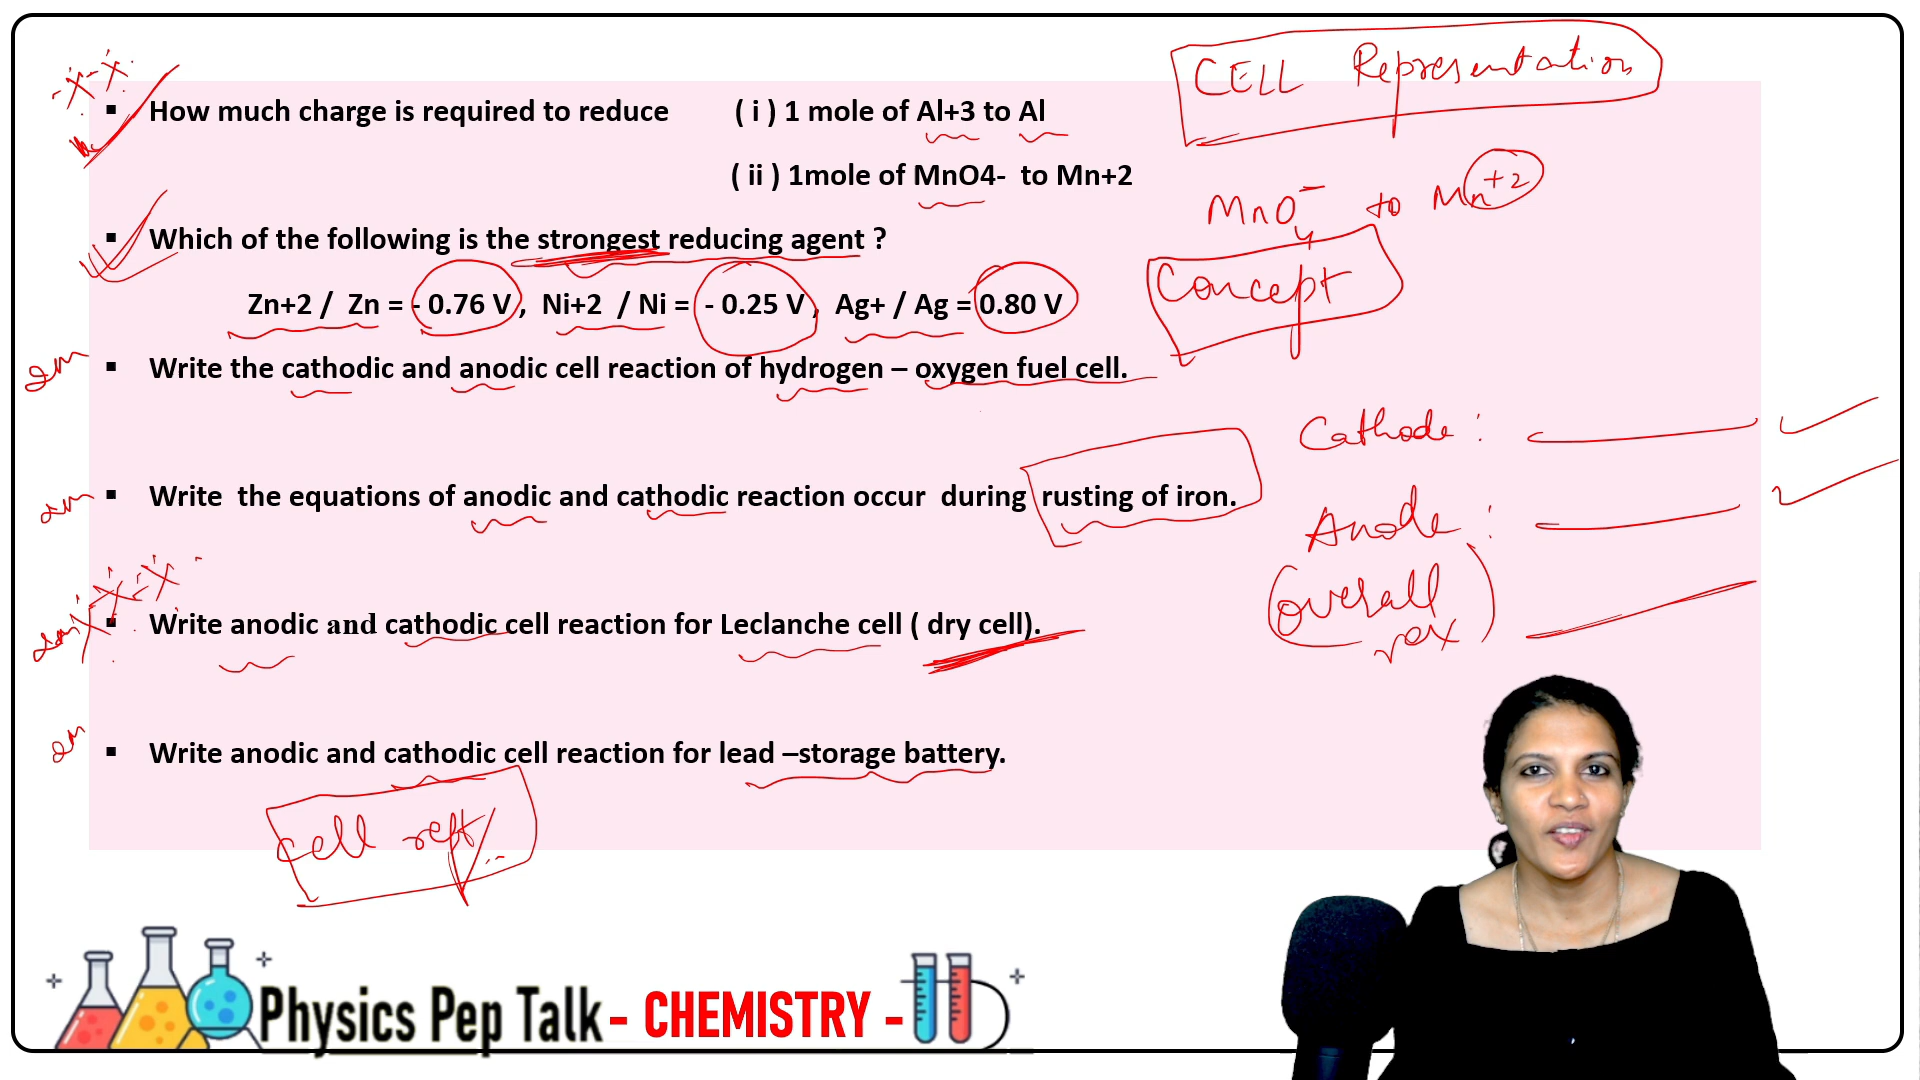 CELL Representation
▪ How much charge is required to reduce ( i ) 1 mole of Al+3 to Al
( ii ) 1mole of MnO4- to Mn+2
MnO4- to Mn+2
▪ Which of the following is the strongest reducing agent ?
Concept
Zn+2 / Zn = - 0.76 V , Ni+2 / Ni = - 0.25 V , Ag+ / Ag = 0.80 V
2m ▪ Write the cathodic and anodic cell reaction of hydrogen – oxygen fuel cell.
Cathode :
2m ▪ Write the equations of anodic and cathodic reaction occur during rusting of iron.
Anode :
(overall
rex)
2m ▪ Write anodic and cathodic cell reaction for Leclanche cell ( dry cell).
2m ▪ Write anodic and cathodic cell reaction for lead –storage battery.
Cell rept
Physics Pep Talk - CHEMISTRY -